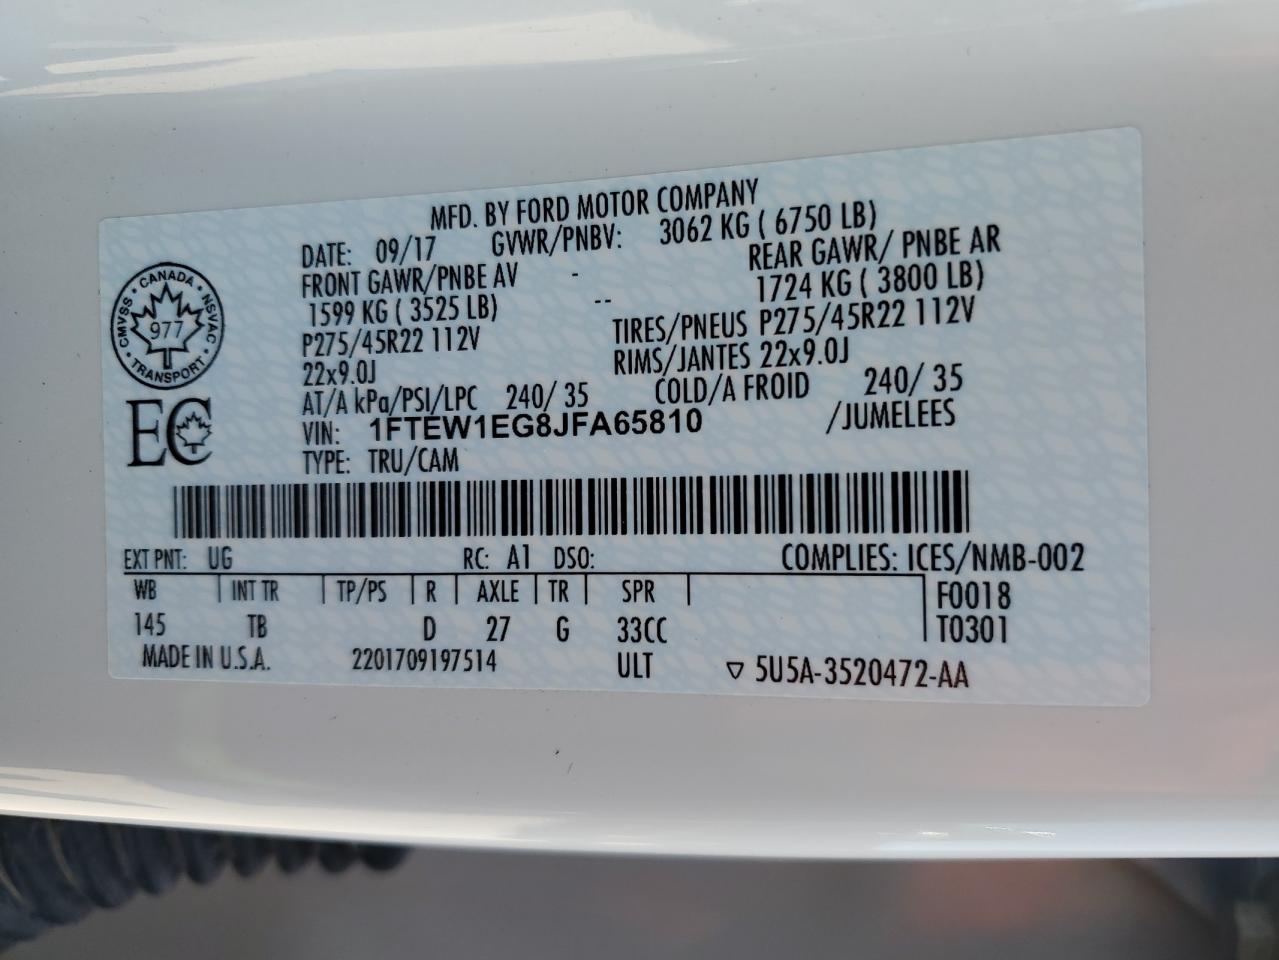 MFD. BY FORD MOTOR COMPANY
DATE: 09/17 GVWR/PNBV: 3062 KG ( 6750 LB)
FRONT GAWR/PNBE AV - REAR GAWR/ PNBE AR
1599 KG ( 3525 LB) -- 1724 KG ( 3800 LB)
P275/45R22 112V TIRES/PNEUS P275/45R22 112V
22x9.0J RIMS/JANTES 22x9.0J
AT/A kPa/PSI/LPC 240/ 35 COLD/A FROID 240/ 35
VIN: 1FTEW1EG8JFA65810 /JUMELEES
TYPE: TRU/CAM
CANADA
CMVSS NSVAC
977
TRANSPORT
EC
EXT PNT: UG RC: A1 DSO: COMPLIES: ICES/NMB-002
WB | INT TR | TP/PS | R | AXLE | TR | SPR | F0018
145 TB D 27 G 33CC T0301
MADE IN U.S.A. 2201709197514 ULT ▽ 5U5A-3520472-AA